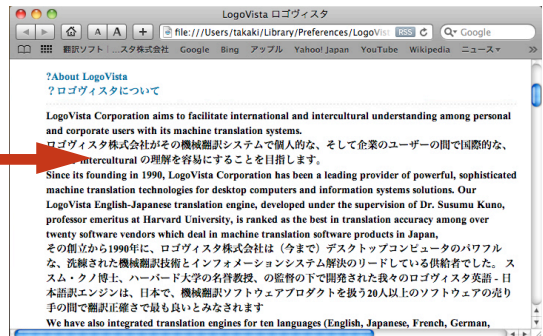 LogoVista ロゴヴィスタ
A A + file:///Users/takaki/Library/Preferences/LogoVist RSS Google
翻訳ソフト｜...スタ株式会社 Google Bing アップル Yahoo! Japan YouTube Wikipedia ニュース
?About LogoVista
？ロゴヴィスタについて
LogoVista Corporation aims to facilitate international and intercultural understanding among personal
and corporate users with its machine translation systems.
ロゴヴィスタ株式会社がその機械翻訳システムで個人的な、そして企業のユーザーの間で国際的な、
intercultural の理解を容易にすることを目指します。
Since its founding in 1990, LogoVista Corporation has been a leading provider of powerful, sophisticated
machine translation technologies for desktop computers and information systems solutions. Our
LogoVista English-Japanese translation engine, developed under the supervision of Dr. Susumu Kuno,
professor emeritus at Harvard University, is ranked as the best in translation accuracy among over
twenty software vendors which deal in machine translation software products in Japan,
その創立から1990年に、ロゴヴィスタ株式会社は（今まで）デスクトップコンピュータのパワフル
な、洗練された機械翻訳技術とインフォメーションシステム解決のリードしている供給者でした。 ス
スム・クノ博士、ハーバード大学の名誉教授、の監督の下で開発された我々のロゴヴィスタ英語 - 日
本語訳エンジンは、日本で、機械翻訳ソフトウェアプロダクトを扱う20人以上のソフトウェアの売り
手の間で翻訳正確さで最も良いとみなされます
We have also integrated translation engines for ten languages (English, Japanese, French, German,